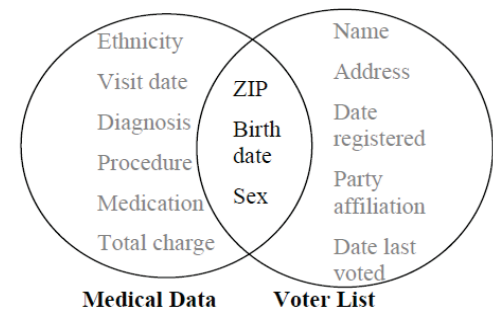 Ethnicity
Visit date
Diagnosis
Procedure
Medication
Total charge
ZIP
Birth
date
Sex
Name
Address
Date
registered
Party
affiliation
Date last
voted
Medical Data
Voter List